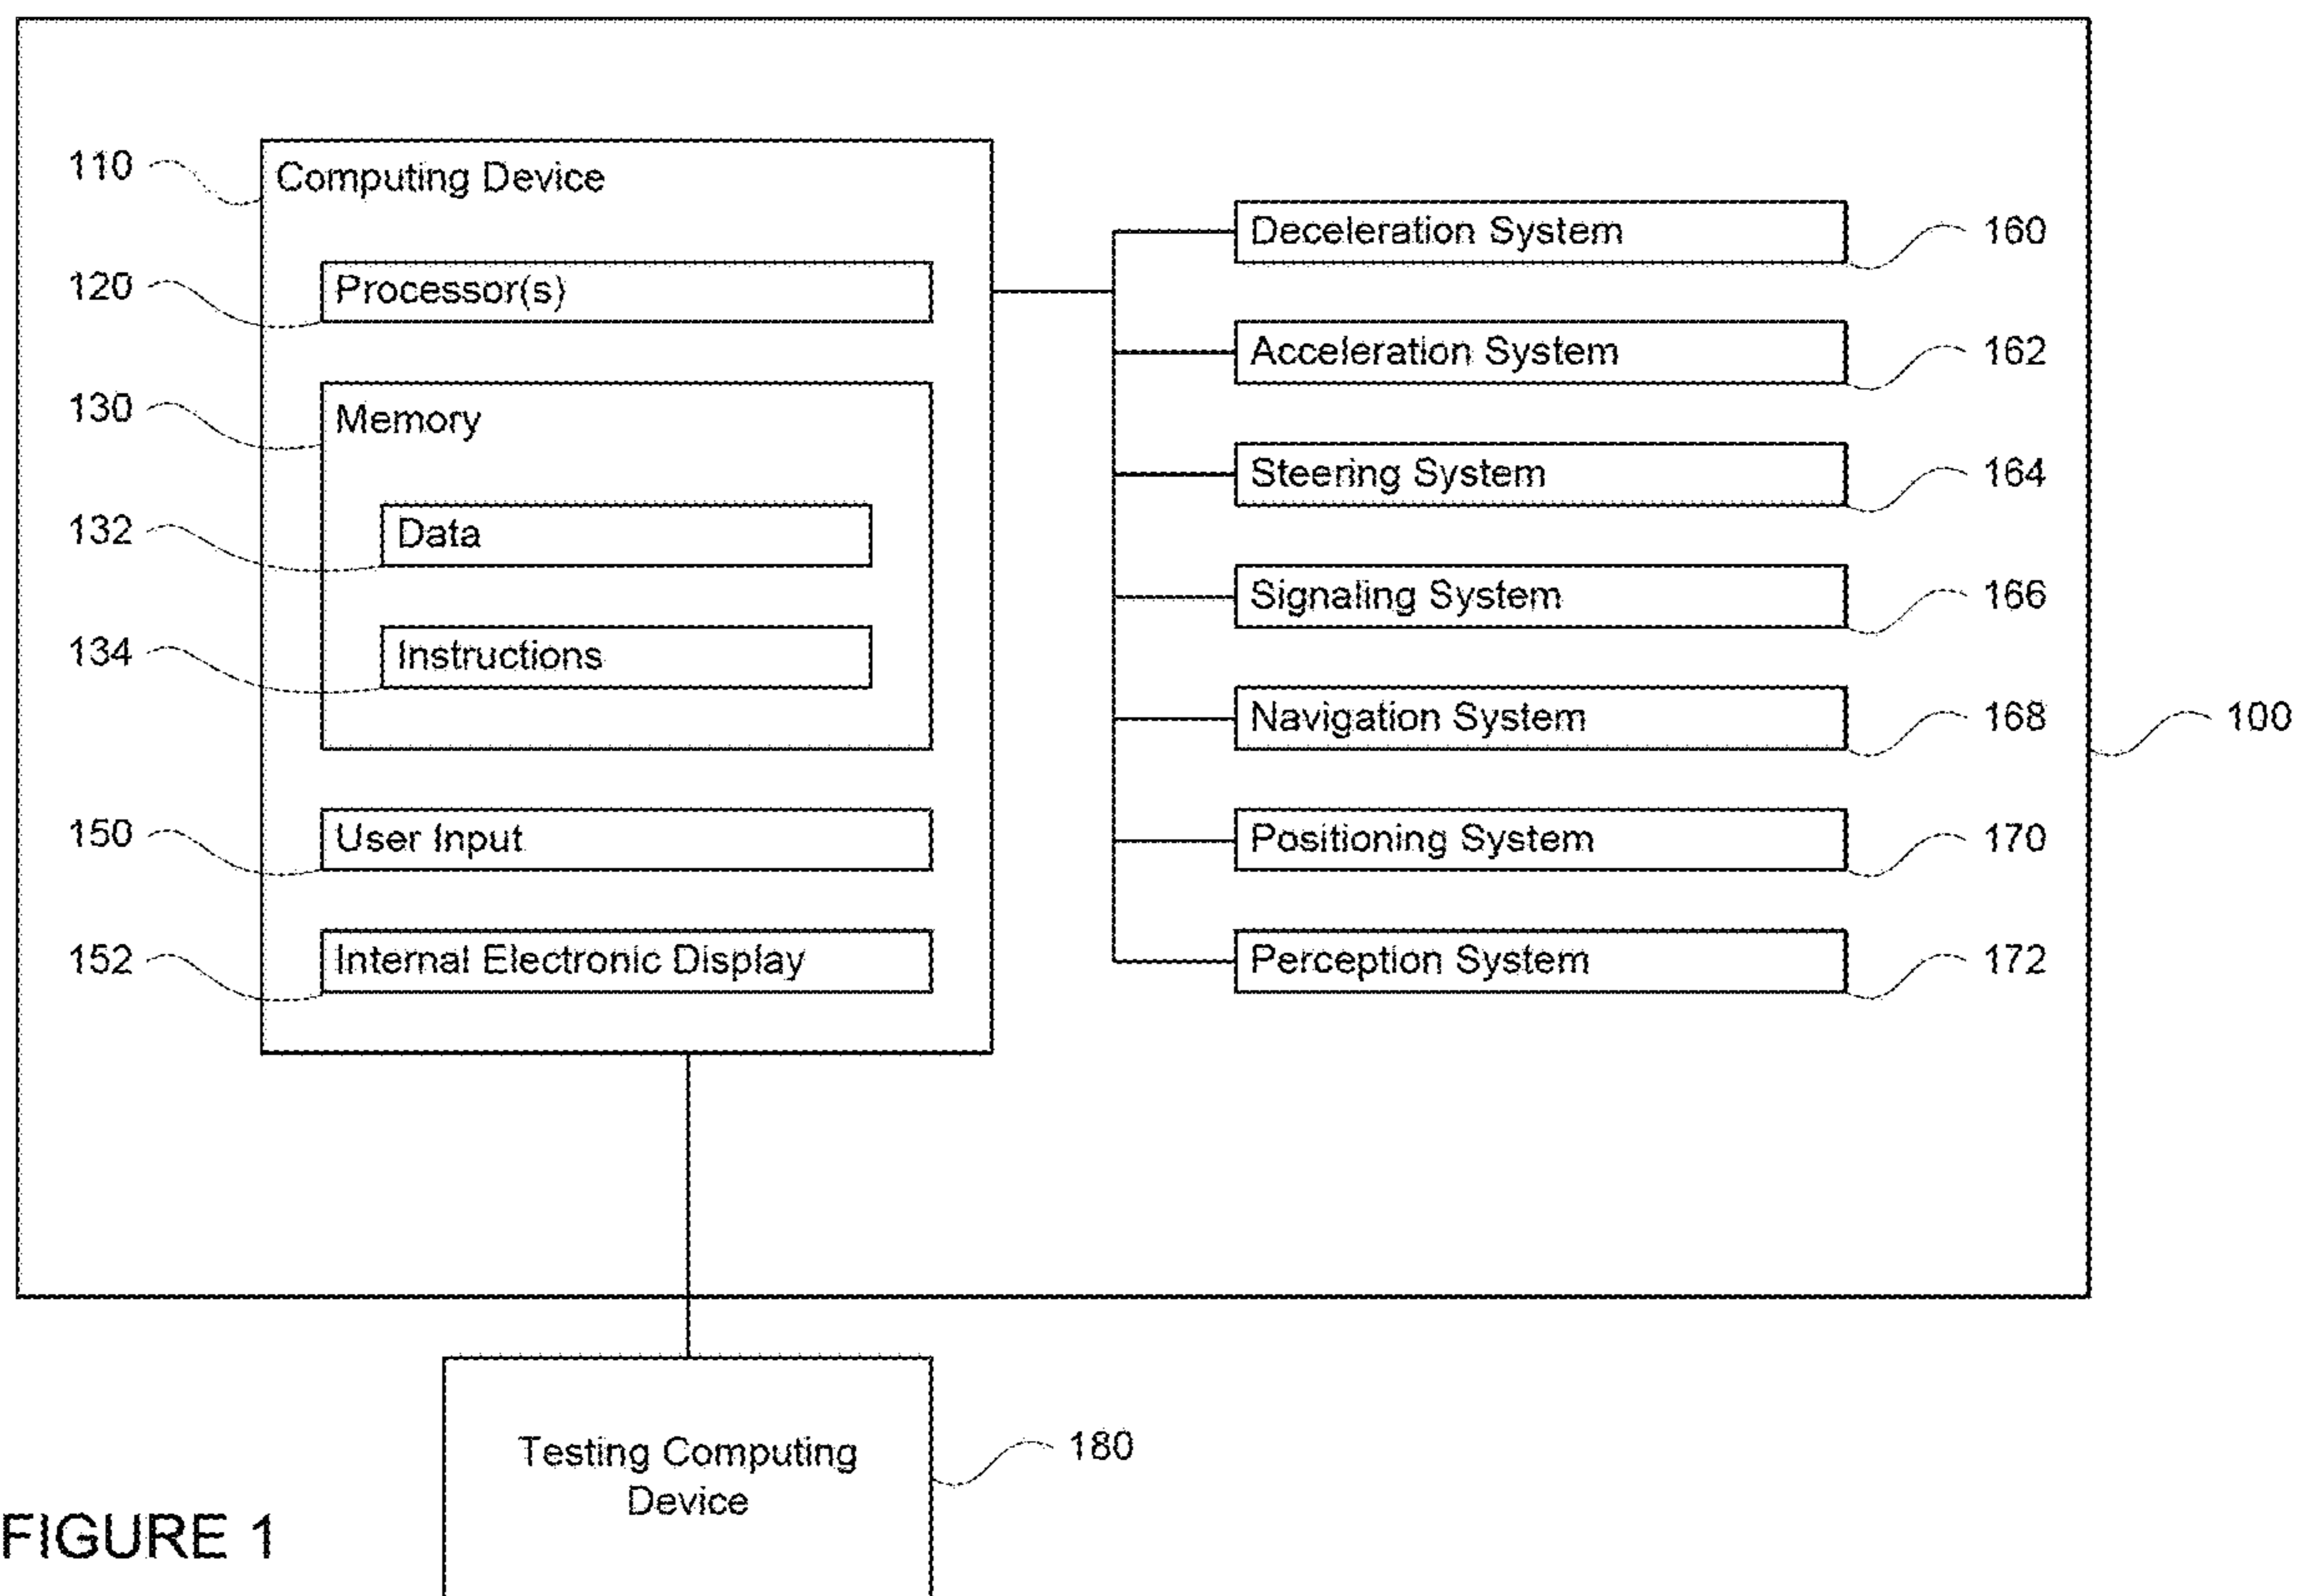 110
Computing Device
120
Processor(s)
130
Memory
132
Data
134
Instructions
150
User Input
152
Internal Electronic Display
Deceleration System
160
Acceleration System
162
Steering System
164
Signaling System
166
Navigation System
168
Positioning System
170
Perception System
172
100
Testing Computing
Device
180
FIGURE 1